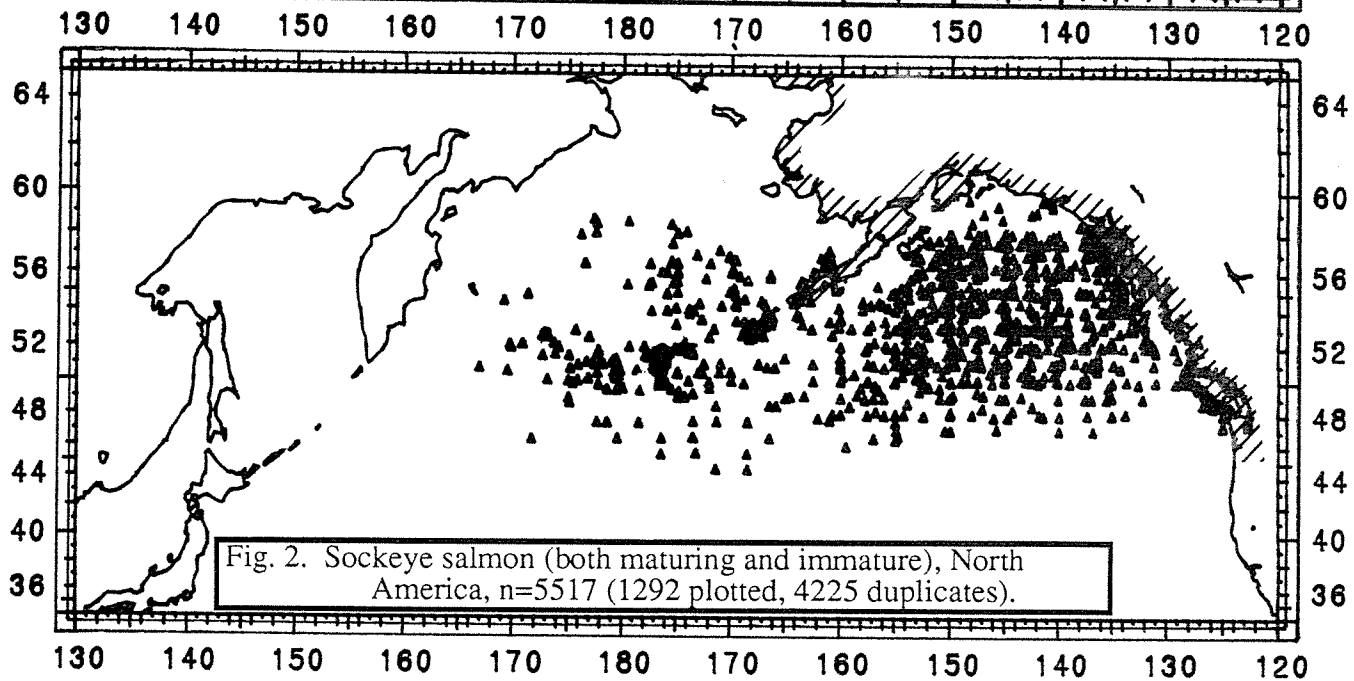 130 140 150 160 170 180 170 160 150 140 130 120
64 64
60 60
56 56
52 52
48 48
44 44
40 40
36 36
Fig. 2. Sockeye salmon (both maturing and immature), North
America, n=5517 (1292 plotted, 4225 duplicates).
130 140 150 160 170 180 170 160 150 140 130 120